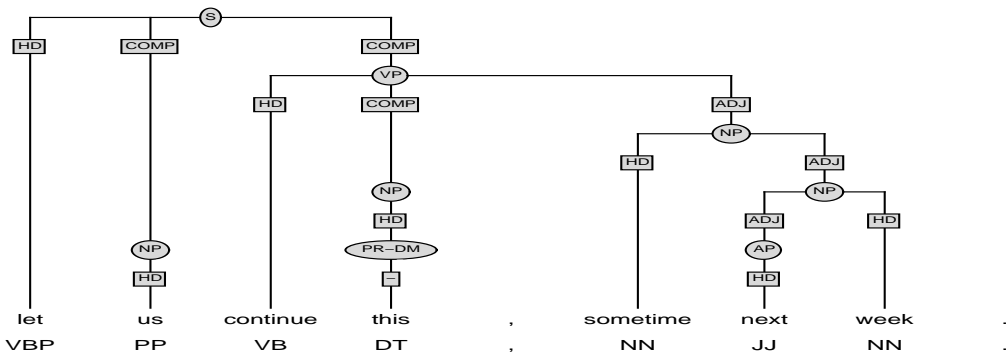 S
HD COMP COMP
VP
HD COMP ADJ
NP
HD ADJ
NP NP
HD ADJ HD
NP PR–DM AP
HD – HD
let us continue this , sometime next week .
VBP PP VB DT , NN JJ NN .